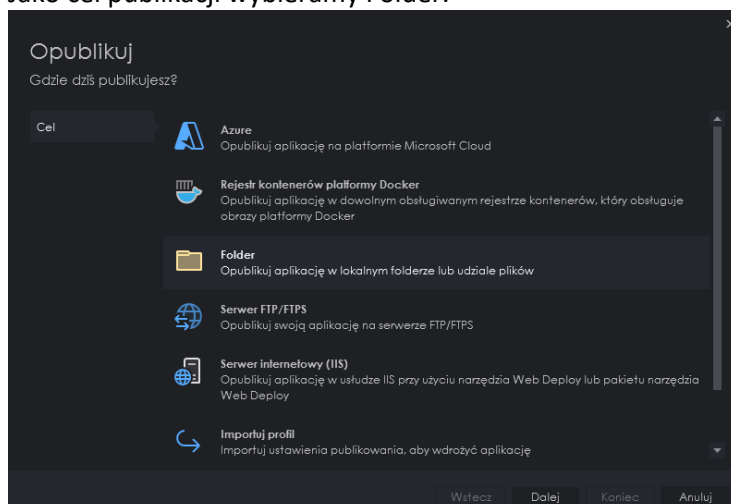 Jako cel publikacji wybieramy Folder.
Opublikuj
Gdzie dziś publikujesz?
Cel
Azure
Opublikuj aplikację na platformie Microsoft Cloud
Rejestr kontenerów platformy Docker
Opublikuj aplikację w dowolnym obsługiwanym rejestrze kontenerów, który obsługuje
obrazy platformy Docker
Folder
Opublikuj aplikację w lokalnym folderze lub udziale plików
Serwer FTP/FTPS
Opublikuj swoją aplikację na serwerze FTP/FTPS
Serwer internetowy (IIS)
Opublikuj aplikację w usłudze IIS przy użyciu narzędzia Web Deploy lub pakietu narzędzia
Web Deploy
Importuj profil
Importuj ustawienia publikowania, aby wdrożyć aplikację
Wstecz Dalej Koniec Anuluj